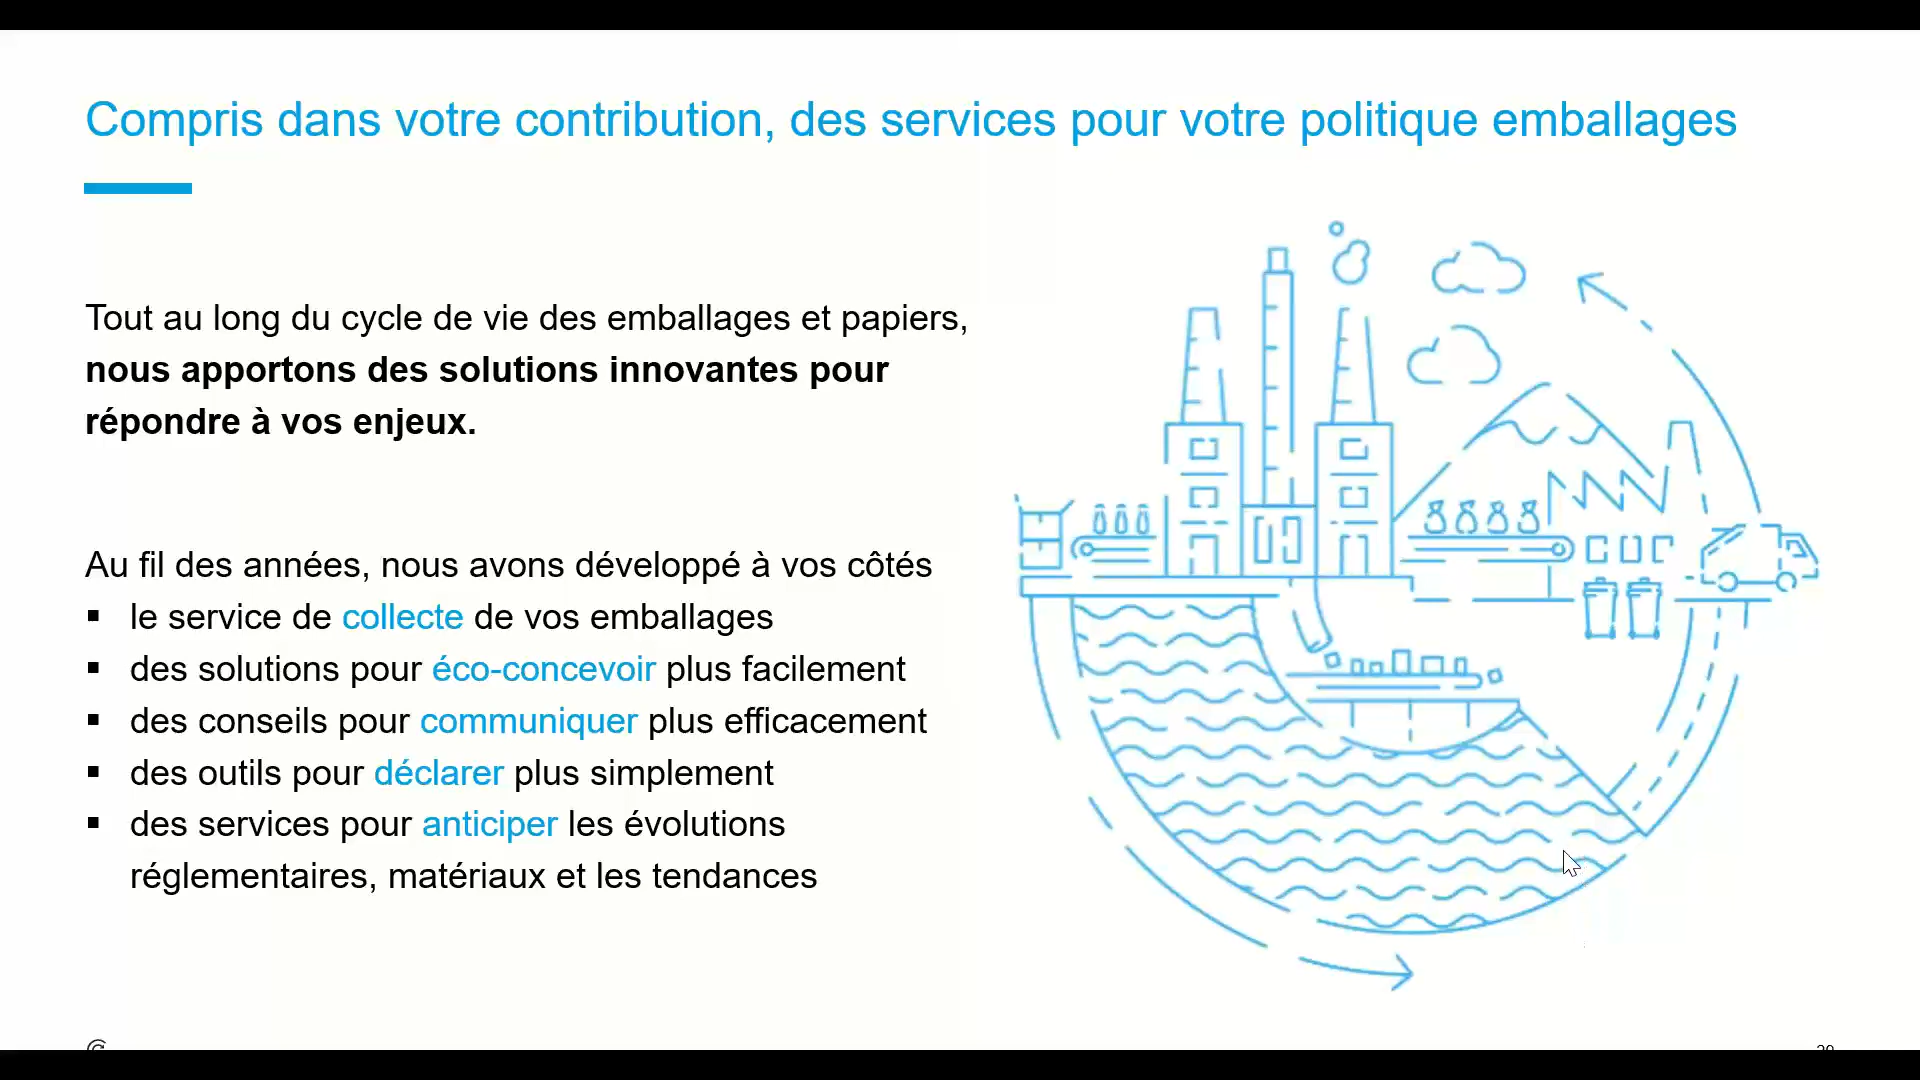 Compris dans votre contribution, des services pour votre politique emballages
Tout au long du cycle de vie des emballages et papiers,
nous apportons des solutions innovantes pour
répondre à vos enjeux.
Au fil des années, nous avons développé à vos côtés
▪ le service de collecte de vos emballages
▪ des solutions pour éco-concevoir plus facilement
▪ des conseils pour communiquer plus efficacement
▪ des outils pour déclarer plus simplement
▪ des services pour anticiper les évolutions
réglementaires, matériaux et les tendances